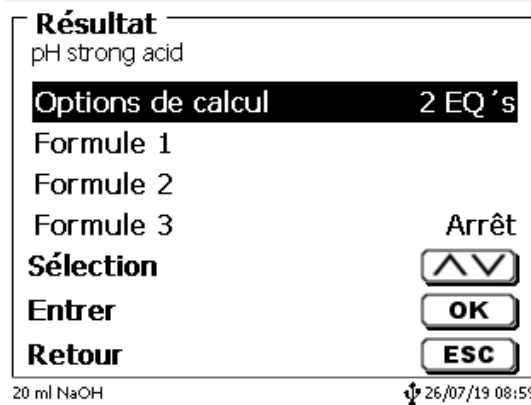 Résultat
pH strong acid
Options de calcul 2 EQ´s
Formule 1
Formule 2
Formule 3 Arrêt
Sélection
Entrer OK
Retour ESC
20 ml NaOH 26/07/19 08:59